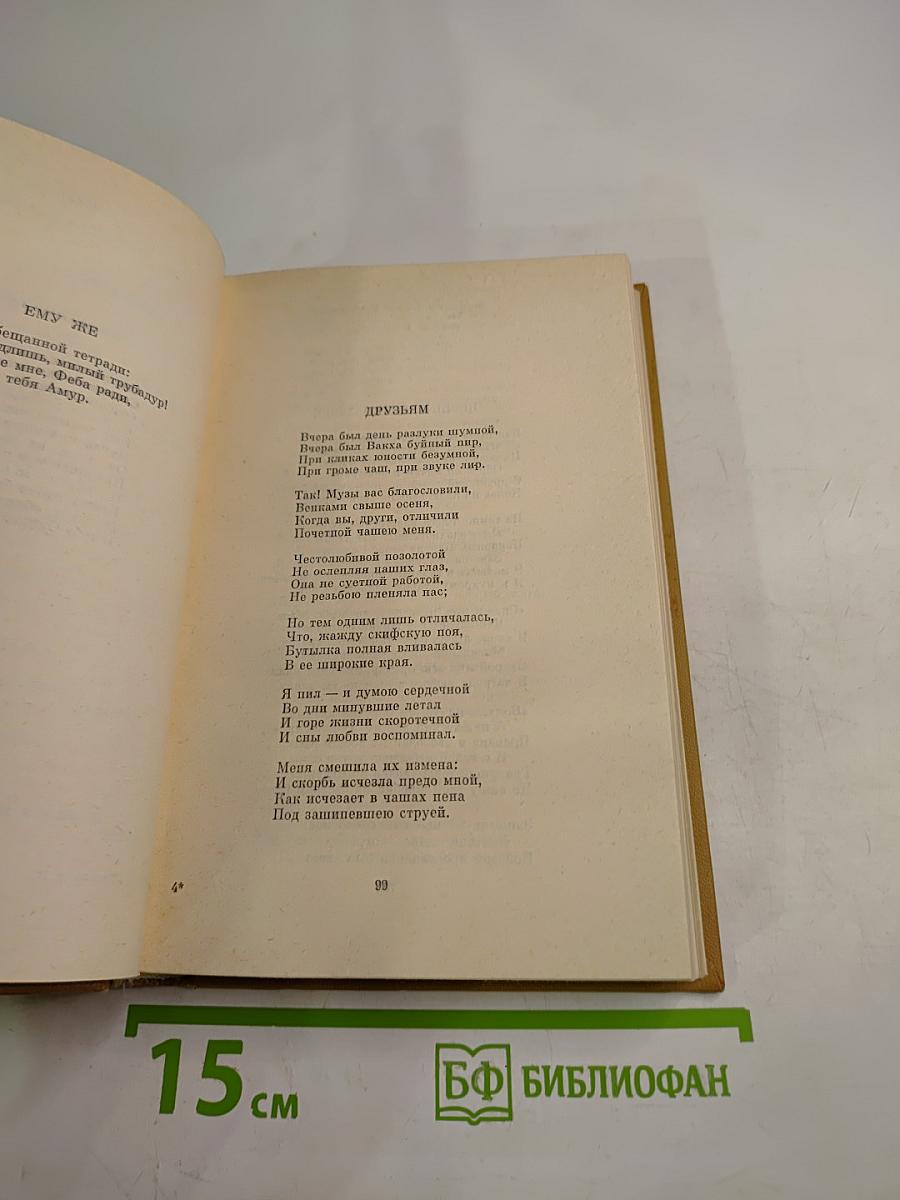 ЕМУ ЖЕ
тетради:
милый трубадур!
мне, Феба ради,
тебя Амур.
ДРУЗЬЯМ
Вчера был день разлуки шумной,
Вчера был Вакха буйный пир,
При кликах юности безумной,
При громе чаш, при звуке лир.
Так! Музы вас благословили,
Венками свыше осеня,
Когда вы, други, отличили
Почетной чашею меня.
Честолюбивой позолотой
Не ослепляя наших глаз,
Она не суетной работой,
Не резьбою пленяла нас;
Но тем одним лишь отличалась,
Что, жажду скифскую поя,
Бутылка полная вливалась
В ее широкие края.
Я пил — и думою сердечной
Во дни минувшие летал
И горе жизни скоротечной
И сны любви воспоминал.
Меня смешила их измена:
И скорбь исчезла предо мной,
Как исчезает в чашах пена
Под зашипевшею струей.
4*
99
15 см
БФ БИБЛИОФАН